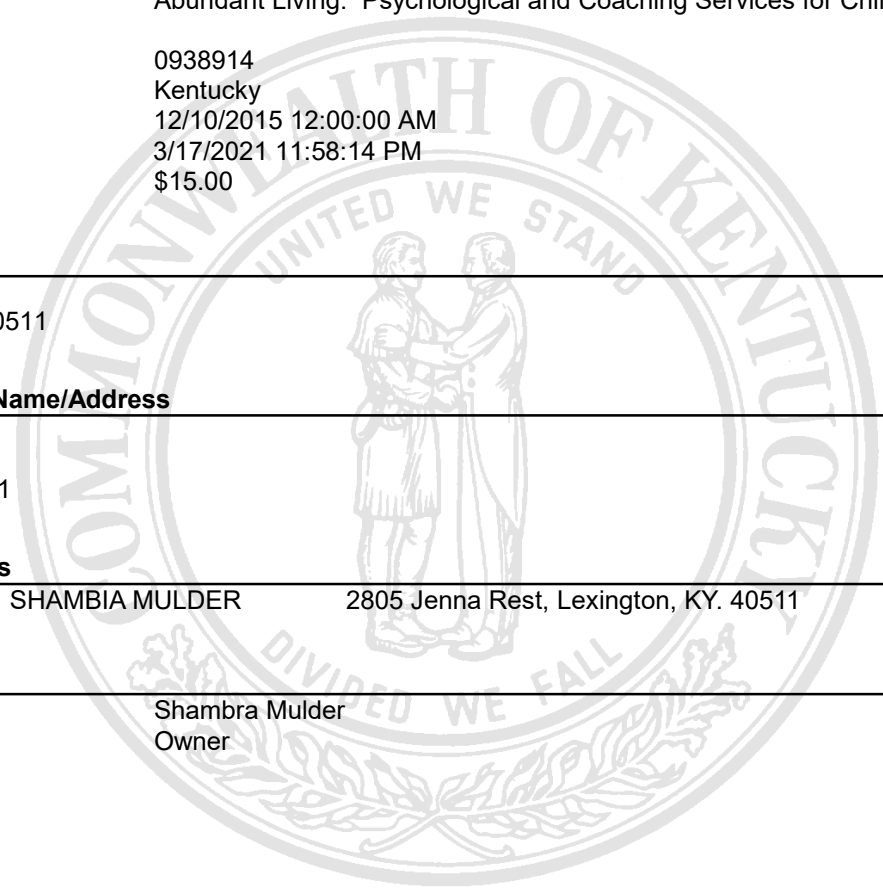 Abundant Living: Psychological and Coaching Services for Chil
0938914
Kentucky
12/10/2015 12:00:00 AM
3/17/2021 11:58:14 PM
$15.00
COMMONWEALTH OF KENTUCKY
UNITED WE STAND
0511
Name/Address
1
s
SHAMBIA MULDER 2805 Jenna Rest, Lexington, KY. 40511
DIVIDED WE FALL
Shambra Mulder
Owner